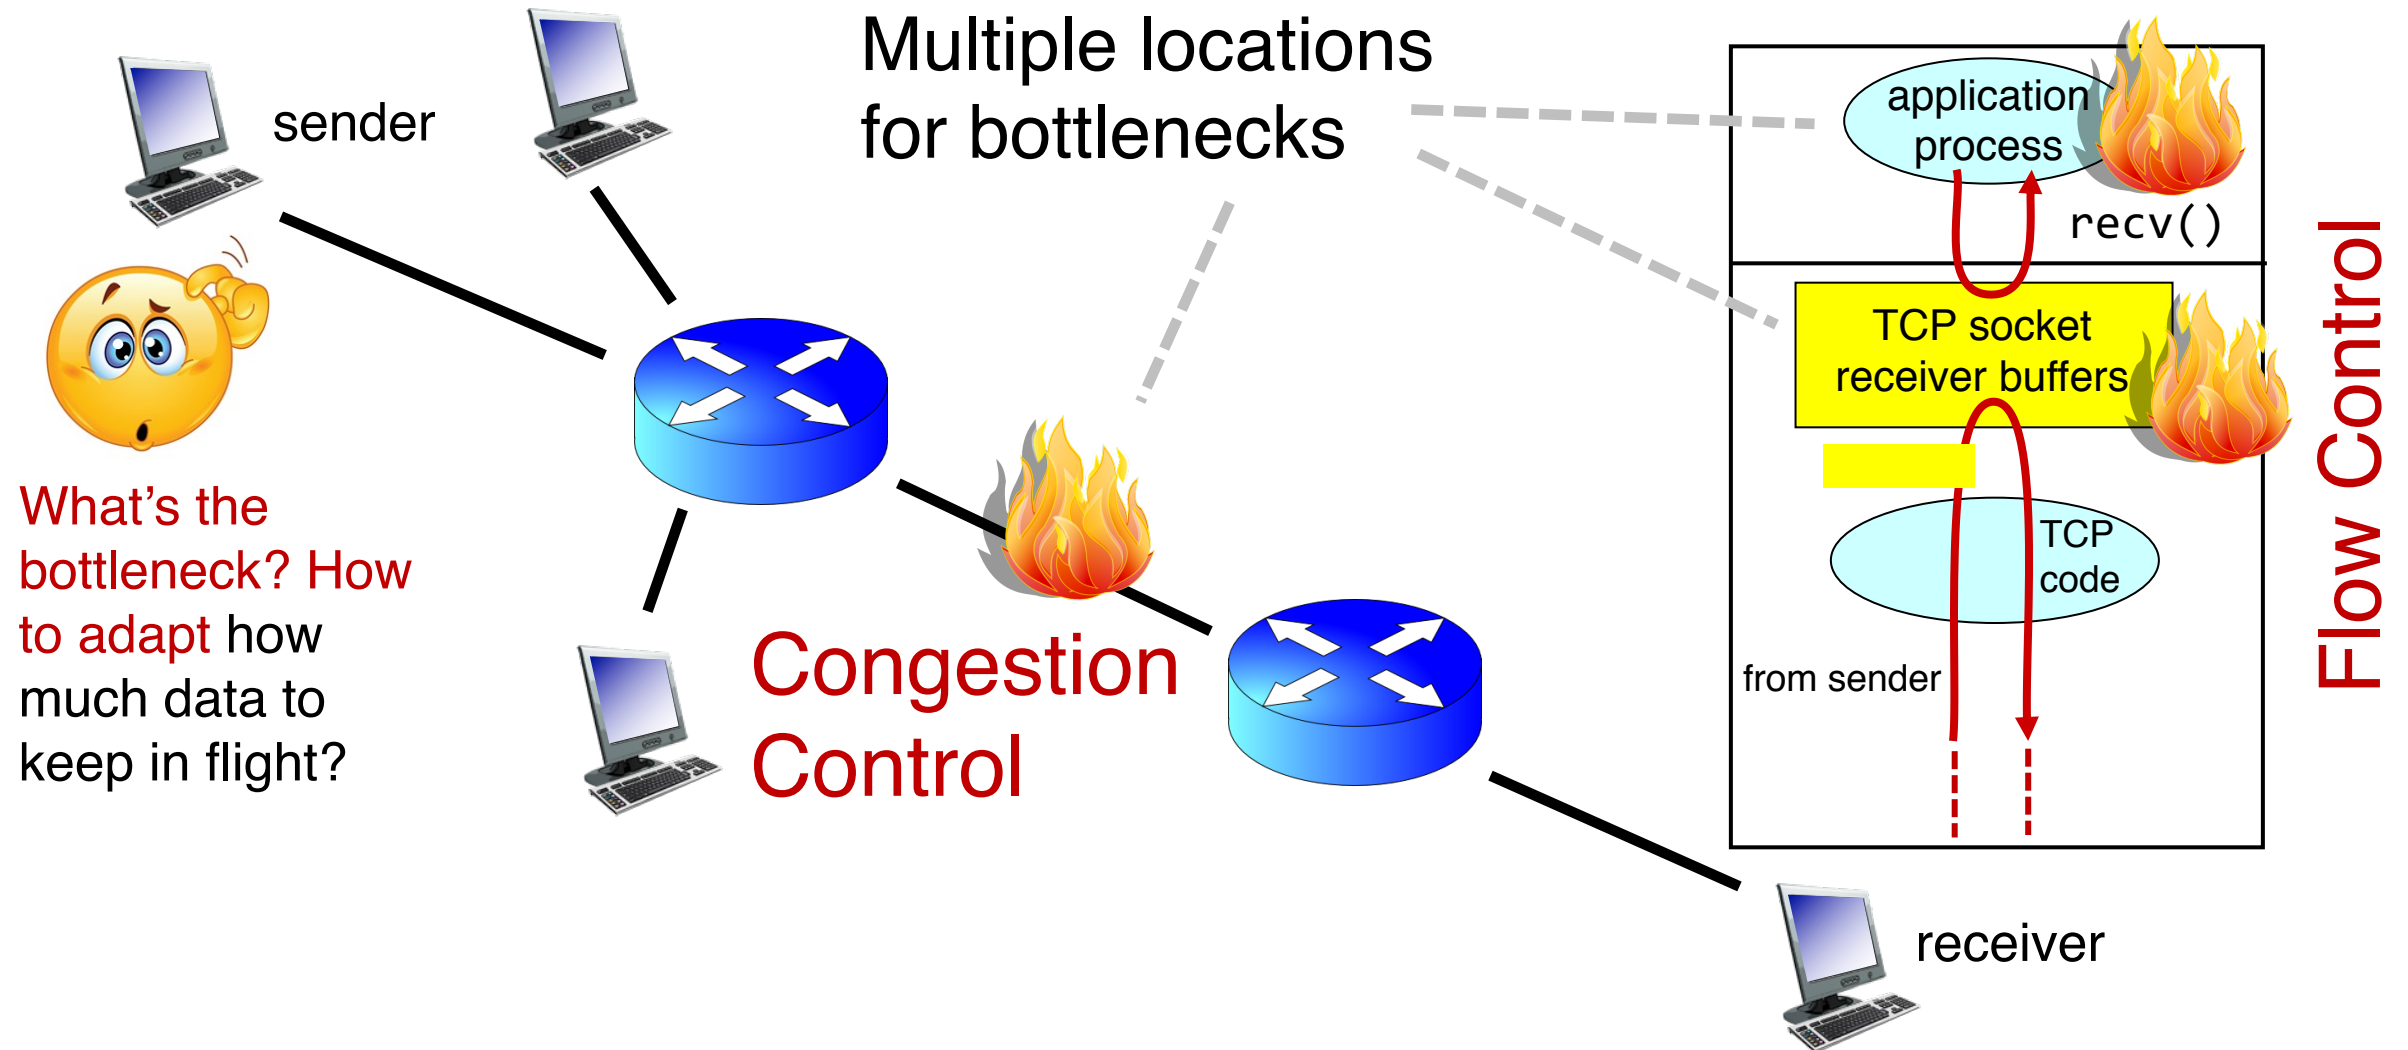 sender
Multiple locations
for bottlenecks
application
process
recv()
TCP socket
receiver buffers
TCP
code
from sender
Flow Control
What’s the
bottleneck? How
to adapt how
much data to
keep in flight?
Congestion
Control
receiver